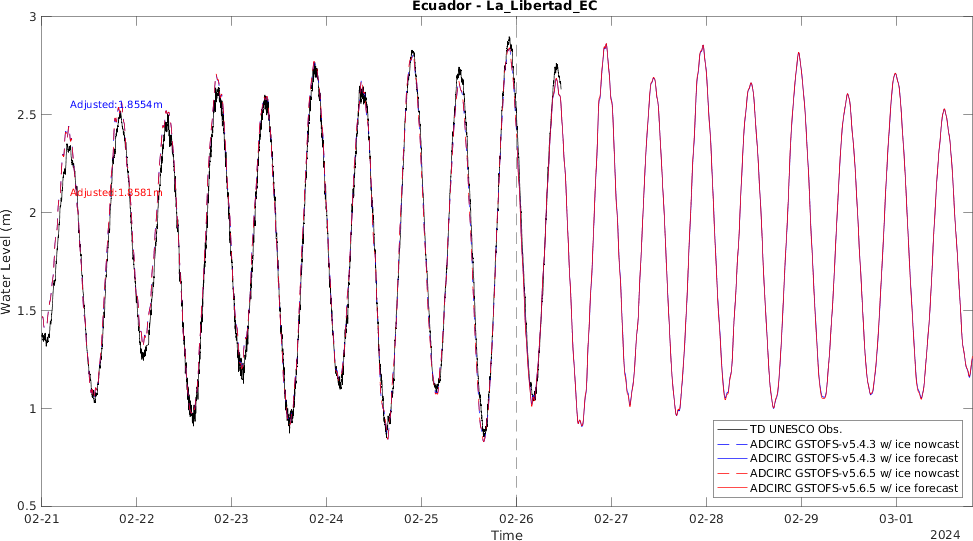 Ecuador - La_Libertad_EC
Water Level (m)
3
2.5
2
1.5
1
0.5
Adjusted:1.8554m
Adjusted:1.8581m
TD UNESCO Obs.
ADCIRC GSTOFS-v5.4.3 w/ ice nowcast
ADCIRC GSTOFS-v5.4.3 w/ ice forecast
ADCIRC GSTOFS-v5.6.5 w/ ice nowcast
ADCIRC GSTOFS-v5.6.5 w/ ice forecast
02-21 02-22 02-23 02-24 02-25 02-26 02-27 02-28 02-29 03-01
Time
2024